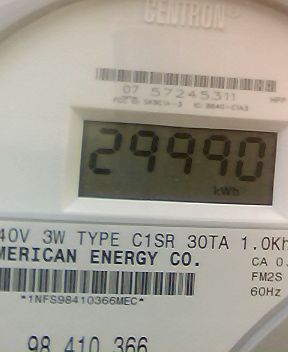 CENTRON®
07 57245311
29990
kWh
40V 3W TYPE C1SR 30TA 1.0Kh
MERICAN ENERGY CO.
CA 0.
FM2S
60Hz
*1NFS98410366MEC*
98 410 366